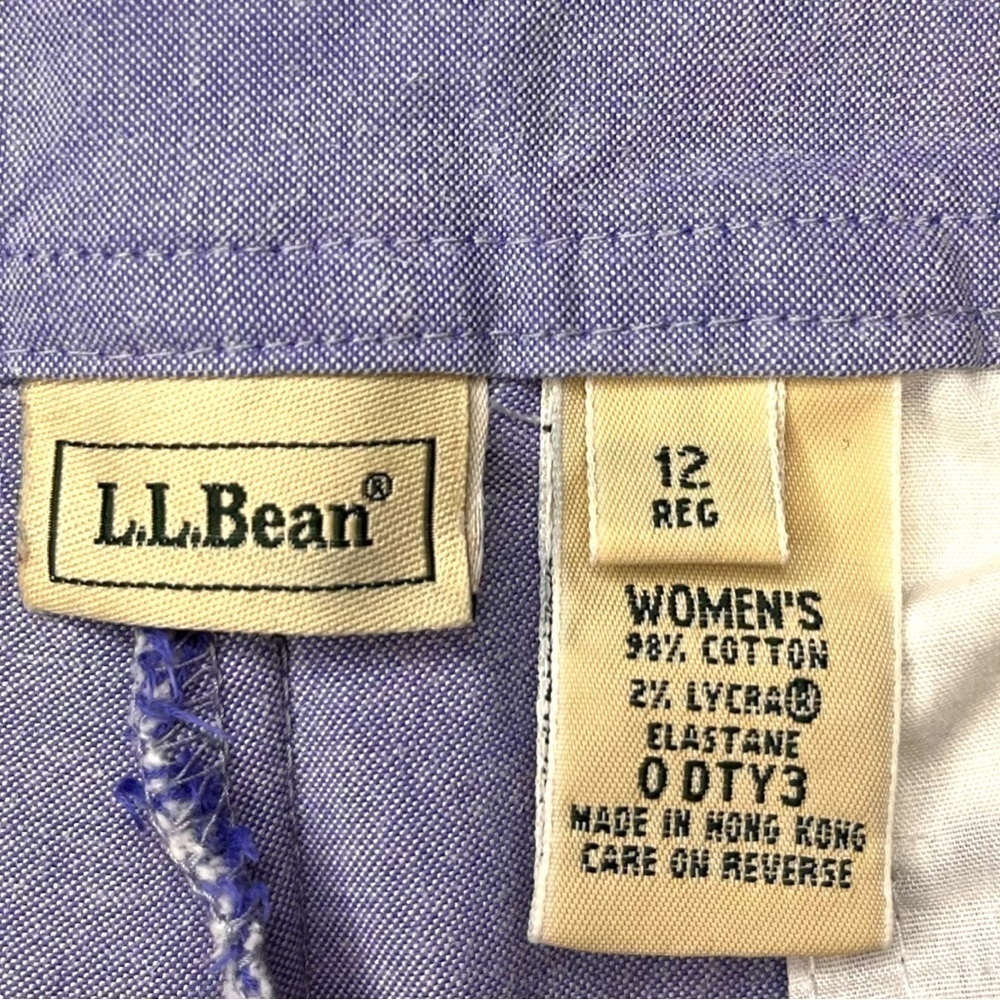 L.L.Bean®
12
REG
WOMEN'S
98% COTTON
2% LYCRA®
ELASTANE
0 DTY3
MADE IN HONG KONG
CARE ON REVERSE